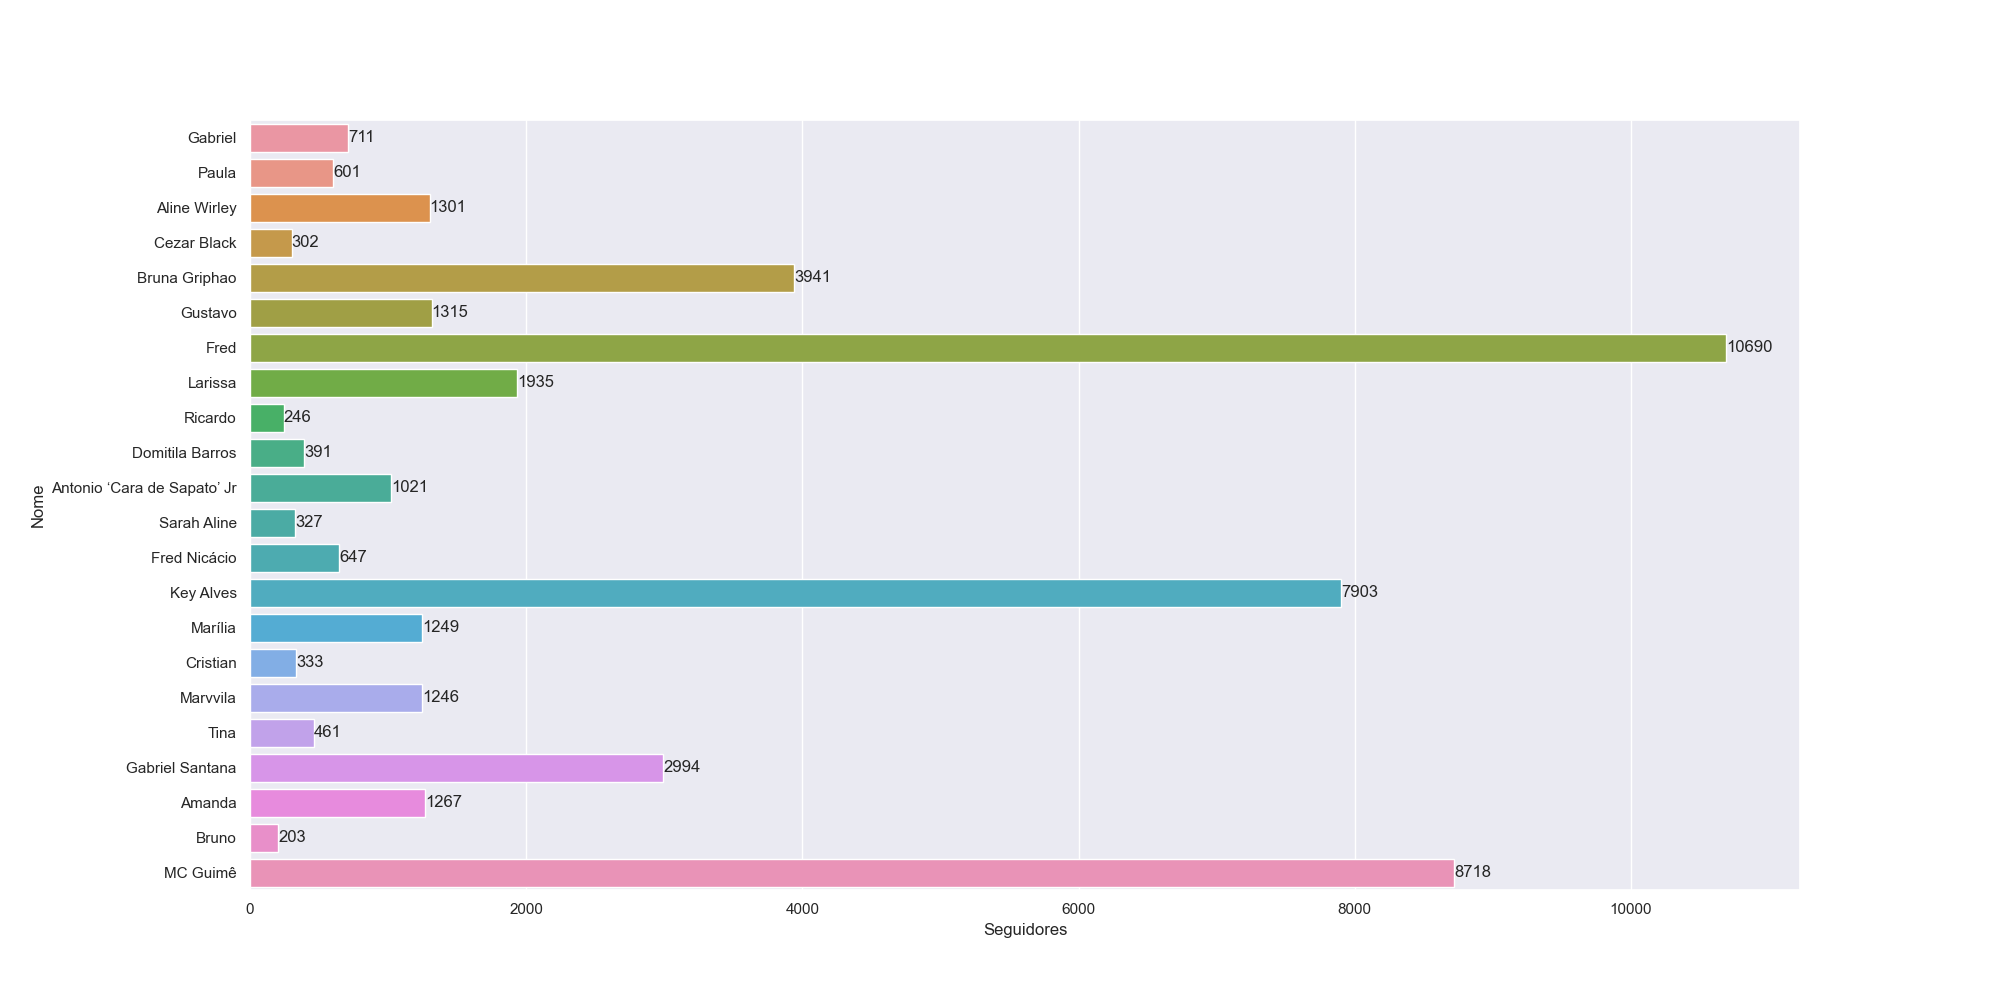 Gabriel 711
Paula 601
Aline Wirley 1301
Cezar Black 302
Bruna Griphao 3941
Gustavo 1315
Fred 10690
Larissa 1935
Ricardo 246
Domitila Barros 391
Antonio ‘Cara de Sapato’ Jr 1021
Sarah Aline 327
Fred Nicácio 647
Key Alves 7903
Marília 1249
Cristian 333
Marvvila 1246
Tina 461
Gabriel Santana 2994
Amanda 1267
Bruno 203
MC Guimê 8718
Nome
0 2000 4000 6000 8000 10000
Seguidores